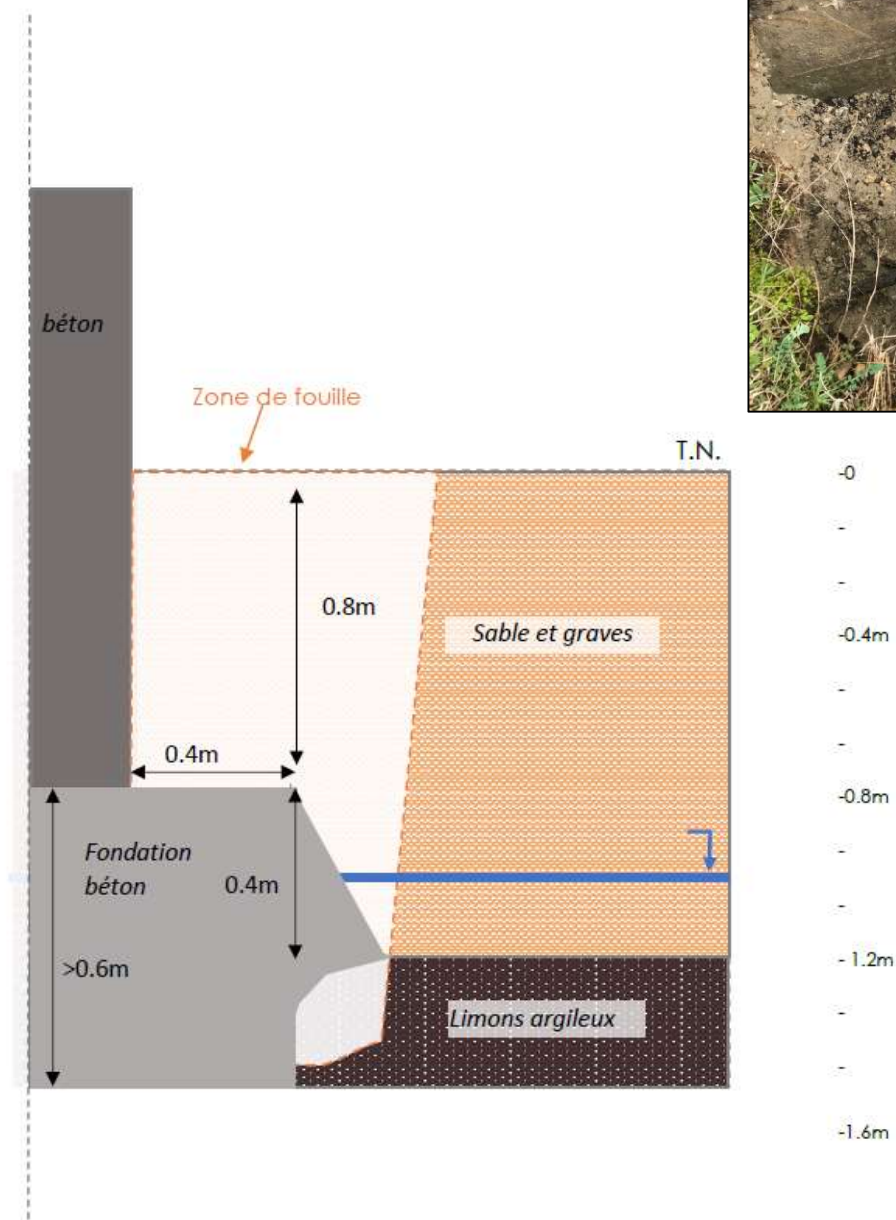 béton
Zone de fouille
T.N.
-0
-
-
0.8m
Sable et graves
-0.4m
-
-
0.4m
-0.8m
Fondation
béton
0.4m
-
-
>0.6m
- 1.2m
Limons argileux
-
-
-1.6m